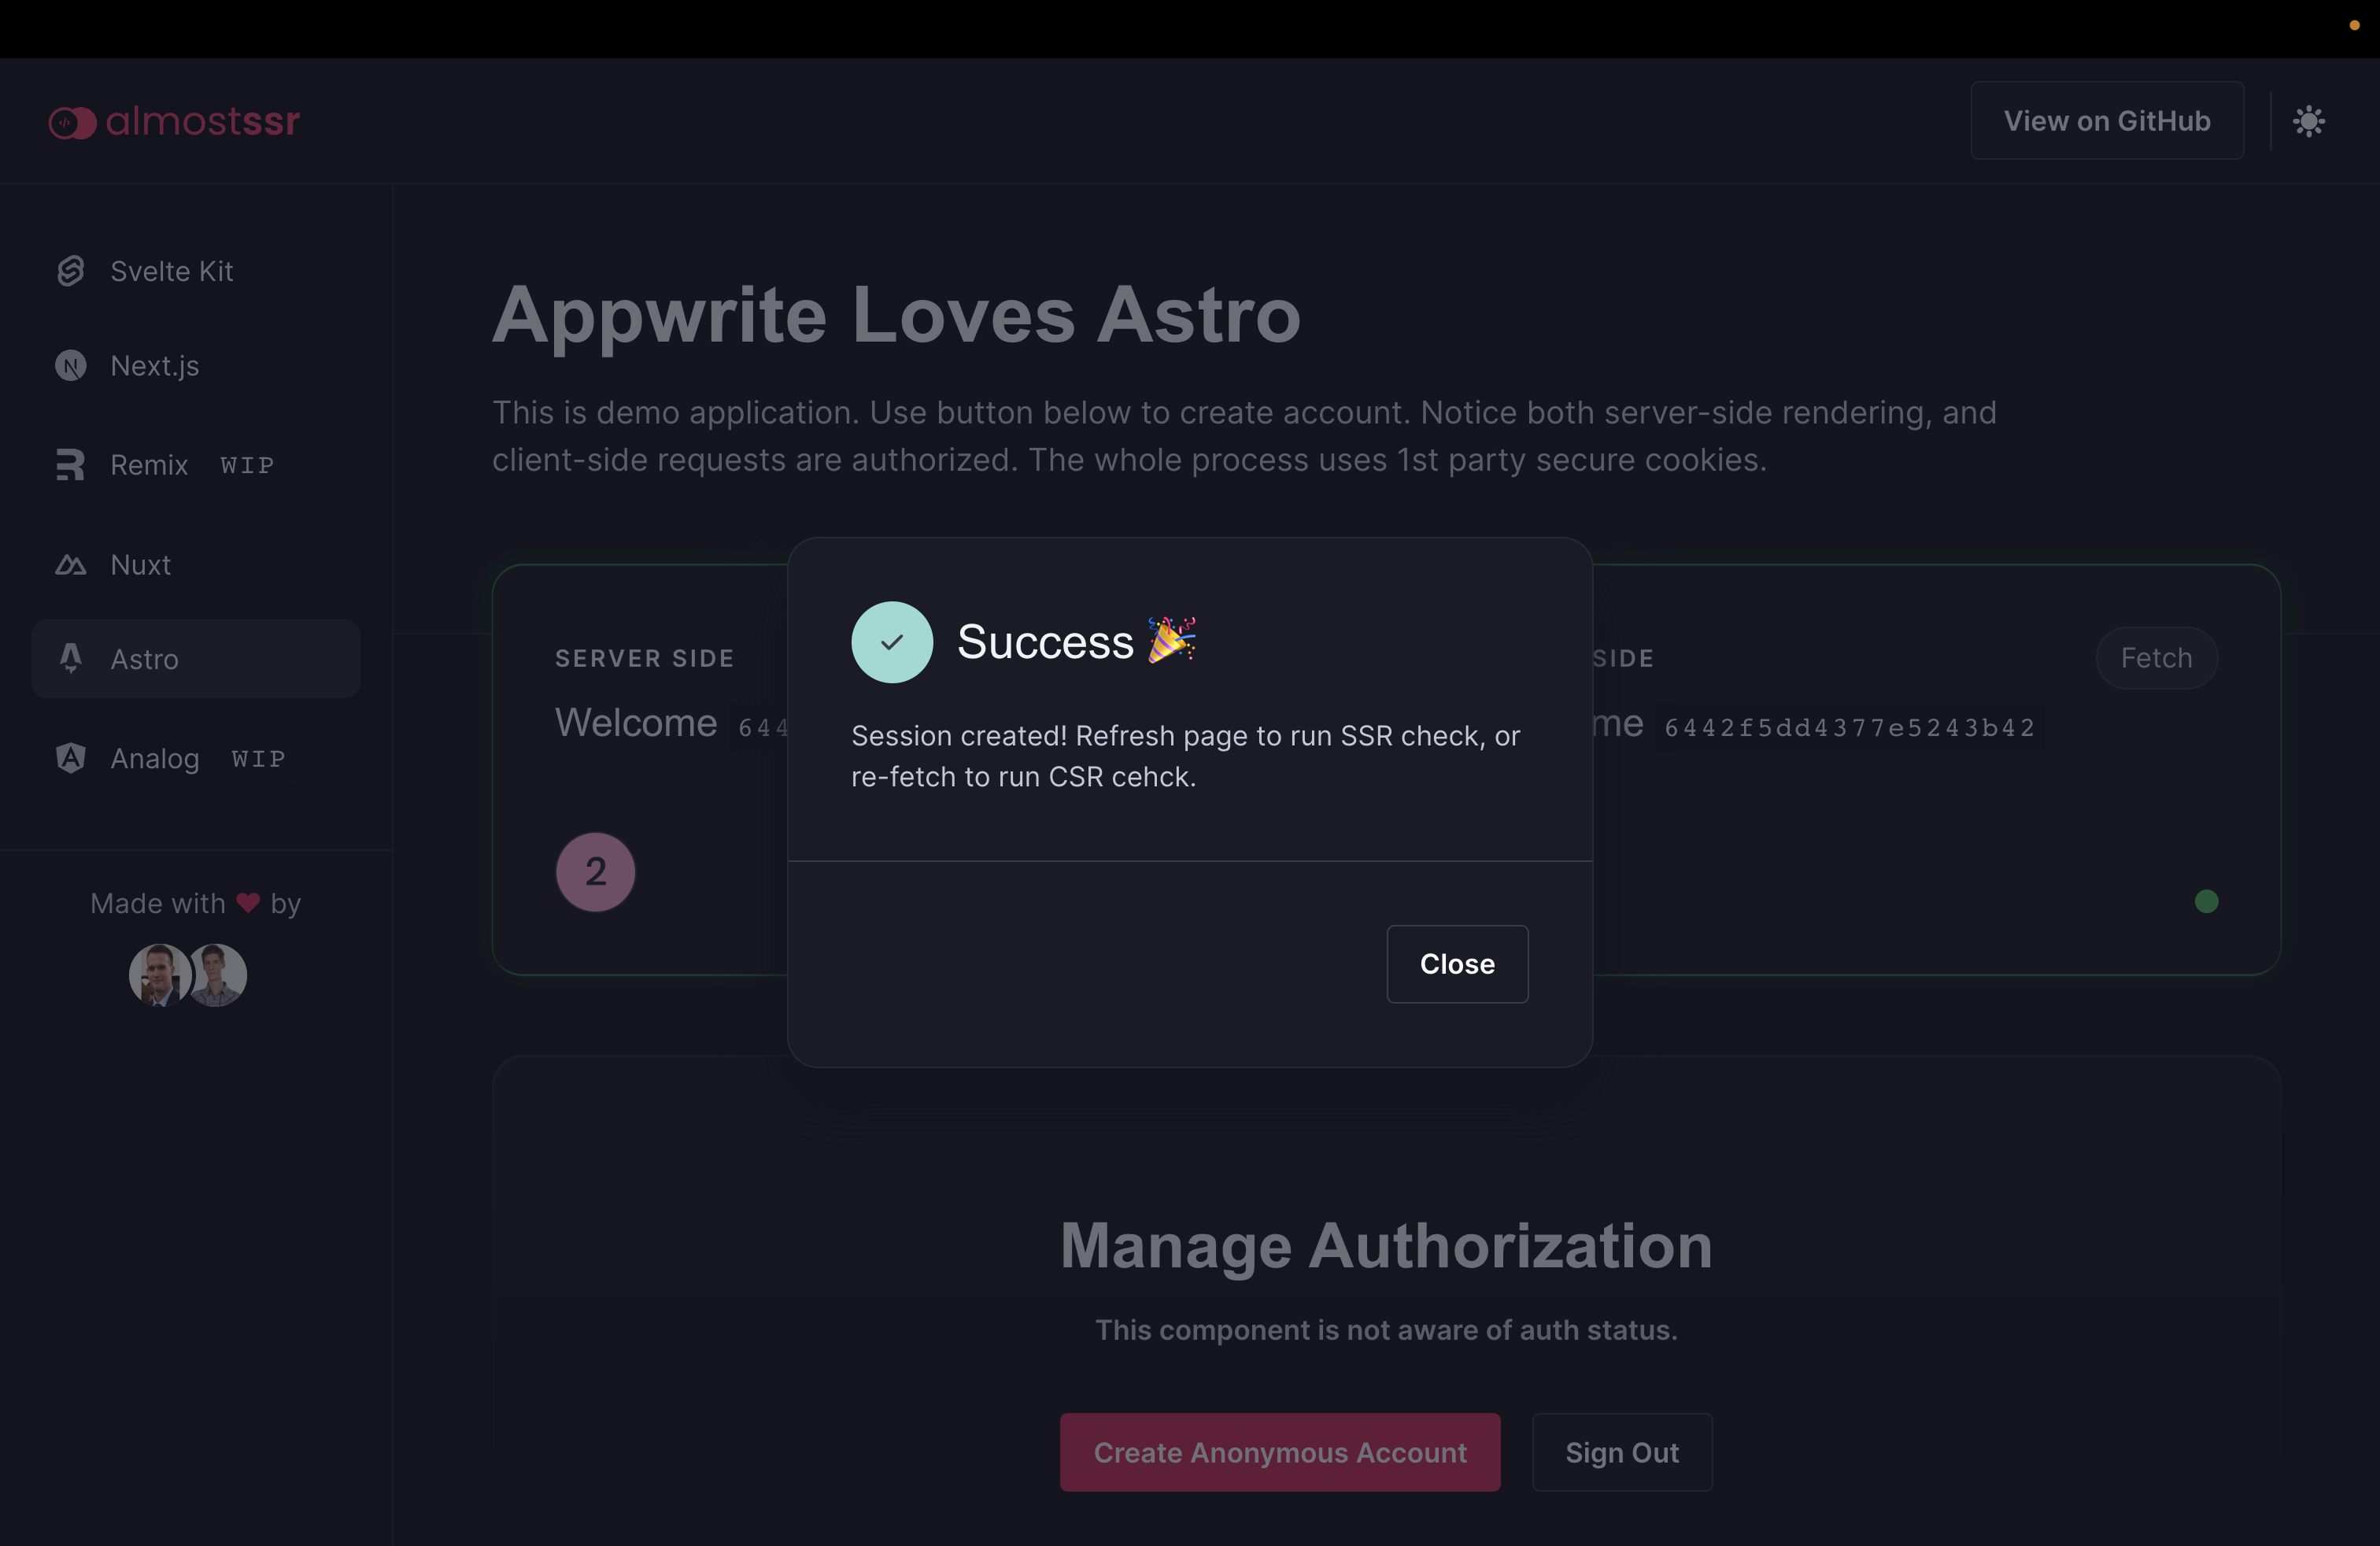 almostssr
View on GitHub
Svelte Kit
Next.js
Remix WIP
Nuxt
Astro
Analog WIP
Made with ❤ by
Appwrite Loves Astro
This is demo application. Use button below to create account. Notice both server-side rendering, and
client-side requests are authorized. The whole process uses 1st party secure cookies.
SERVER SIDE
Welcome 644
2
SIDE
me 6442f5dd4377e5243b42
Fetch
Success 🎉
Session created! Refresh page to run SSR check, or
re-fetch to run CSR cehck.
Close
Manage Authorization
This component is not aware of auth status.
Create Anonymous Account
Sign Out